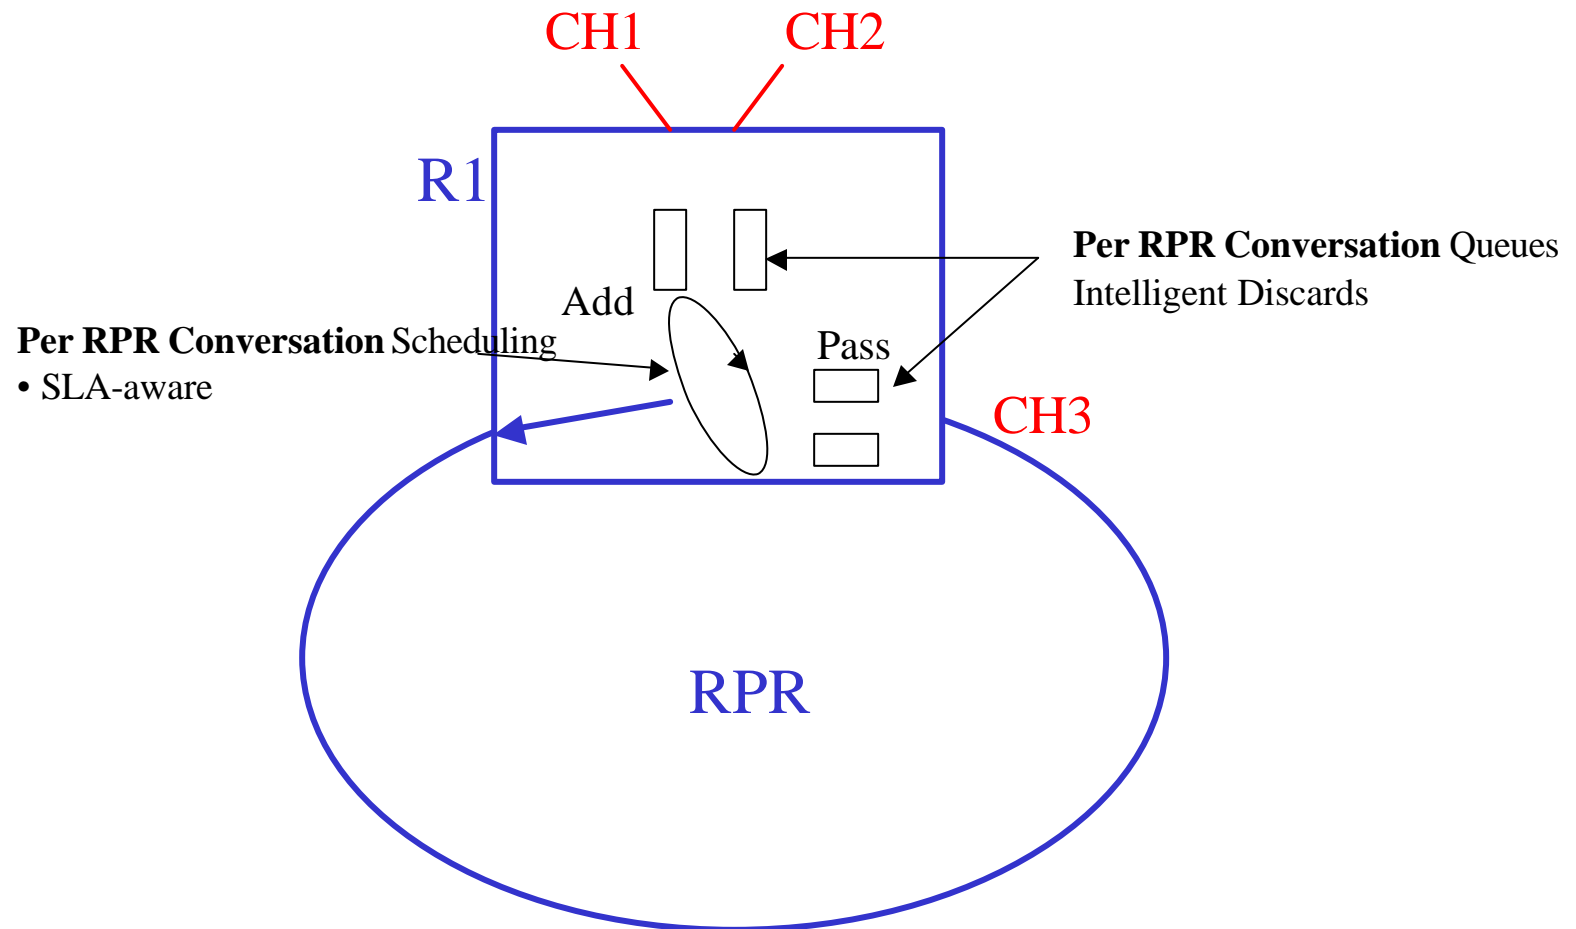 CH1
CH2
R1
Per RPR Conversation Queues
Intelligent Discards
Add
Per RPR Conversation Scheduling
• SLA-aware
Pass
CH3
RPR